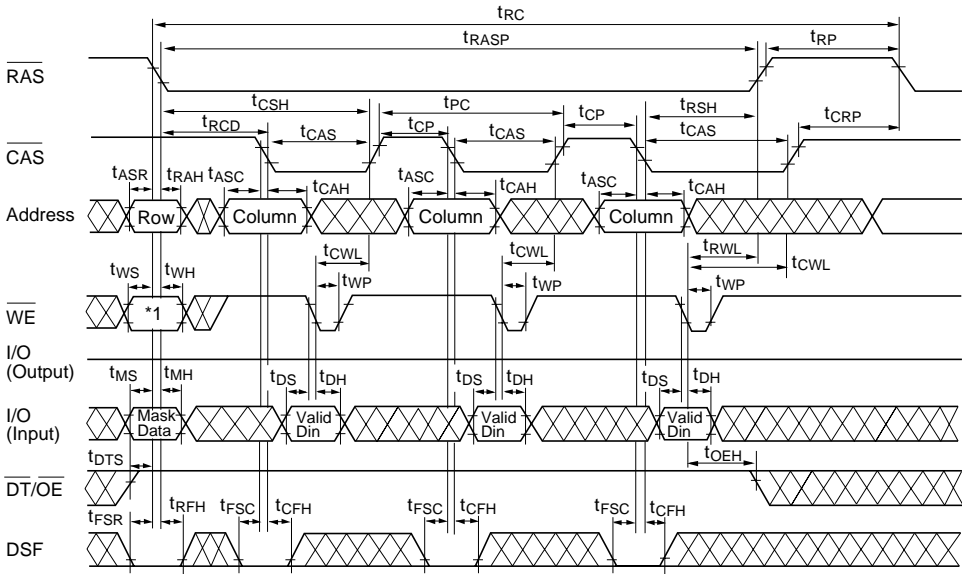 tRC
tRASP
tRP
RAS
tCSH
tPC
tRSH
tRCD
tCAS
tCP
tCAS
tCP
tCAS
tCRP
CAS
tASR
tRAH
tASC
tCAH
tASC
tCAH
tASC
tCAH
Address
Row
Column
Column
Column
tCWL
tCWL
tRWL
tCWL
tWS
tWH
tWP
tWP
tWP
WE
*1
I/O
(Output)
tMS
tMH
tDS
tDH
tDS
tDH
tDS
tDH
I/O
(Input)
Mask
Data
Valid
Din
Valid
Din
Valid
Din
tDTS
tOEH
DT/OE
tFSR
tRFH
tFSC
tCFH
tFSC
tCFH
tFSC
tCFH
DSF